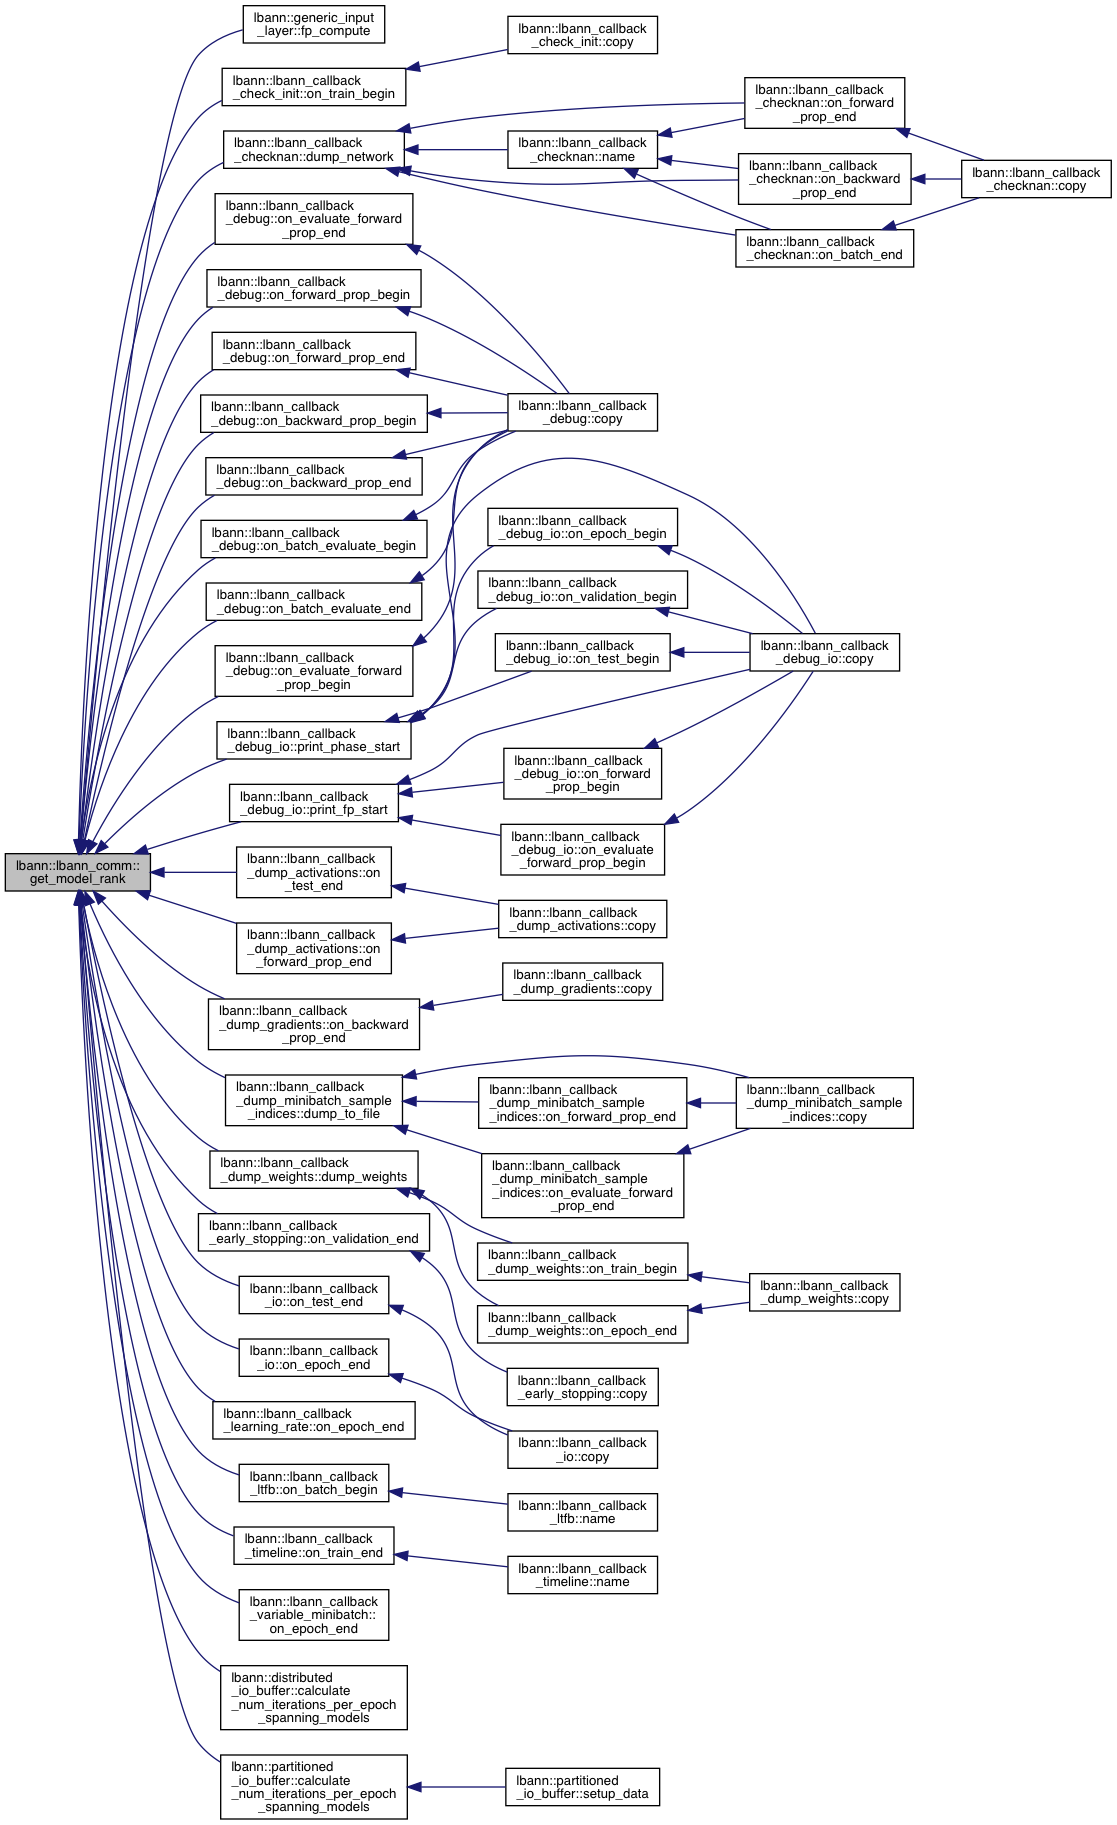 lbann::generic_input
_layer::fp_compute
lbann::lbann_callback
_check_init::copy
lbann::lbann_callback
_check_init::on_train_begin
lbann::lbann_callback
_checknan::on_forward
_prop_end
lbann::lbann_callback
_checknan::dump_network
lbann::lbann_callback
_checknan::name
lbann::lbann_callback
_checknan::on_backward
_prop_end
lbann::lbann_callback
_checknan::copy
lbann::lbann_callback
_checknan::on_batch_end
lbann::lbann_callback
_debug::on_evaluate_forward
_prop_end
lbann::lbann_callback
_debug::on_forward_prop_begin
lbann::lbann_callback
_debug::on_forward_prop_end
lbann::lbann_callback
_debug::on_backward_prop_begin
lbann::lbann_callback
_debug::copy
lbann::lbann_callback
_debug::on_backward_prop_end
lbann::lbann_callback
_debug::on_batch_evaluate_begin
lbann::lbann_callback
_debug_io::on_epoch_begin
lbann::lbann_callback
_debug::on_batch_evaluate_end
lbann::lbann_callback
_debug_io::on_validation_begin
lbann::lbann_callback
_debug::on_evaluate_forward
_prop_begin
lbann::lbann_callback
_debug_io::on_test_begin
lbann::lbann_callback
_debug_io::copy
lbann::lbann_callback
_debug_io::print_phase_start
lbann::lbann_callback
_debug_io::on_forward
_prop_begin
lbann::lbann_callback
_debug_io::print_fp_start
lbann::lbann_callback
_debug_io::on_evaluate
_forward_prop_begin
lbann::lbann_comm::
get_model_rank
lbann::lbann_callback
_dump_activations::on
_test_end
lbann::lbann_callback
_dump_activations::copy
lbann::lbann_callback
_dump_activations::on
_forward_prop_end
lbann::lbann_callback
_dump_gradients::copy
lbann::lbann_callback
_dump_gradients::on_backward
_prop_end
lbann::lbann_callback
_dump_minibatch_sample
_indices::dump_to_file
lbann::lbann_callback
_dump_minibatch_sample
_indices::on_forward_prop_end
lbann::lbann_callback
_dump_minibatch_sample
_indices::copy
lbann::lbann_callback
_dump_weights::dump_weights
lbann::lbann_callback
_dump_minibatch_sample
_indices::on_evaluate_forward
_prop_end
lbann::lbann_callback
_early_stopping::on_validation_end
lbann::lbann_callback
_dump_weights::on_train_begin
lbann::lbann_callback
_dump_weights::copy
lbann::lbann_callback
_io::on_test_end
lbann::lbann_callback
_dump_weights::on_epoch_end
lbann::lbann_callback
_io::on_epoch_end
lbann::lbann_callback
_early_stopping::copy
lbann::lbann_callback
_learning_rate::on_epoch_end
lbann::lbann_callback
_io::copy
lbann::lbann_callback
_ltfb::on_batch_begin
lbann::lbann_callback
_ltfb::name
lbann::lbann_callback
_timeline::on_train_end
lbann::lbann_callback
_timeline::name
lbann::lbann_callback
_variable_minibatch::
on_epoch_end
lbann::distributed
_io_buffer::calculate
_num_iterations_per_epoch
_spanning_models
lbann::partitioned
_io_buffer::calculate
_num_iterations_per_epoch
_spanning_models
lbann::partitioned
_io_buffer::setup_data